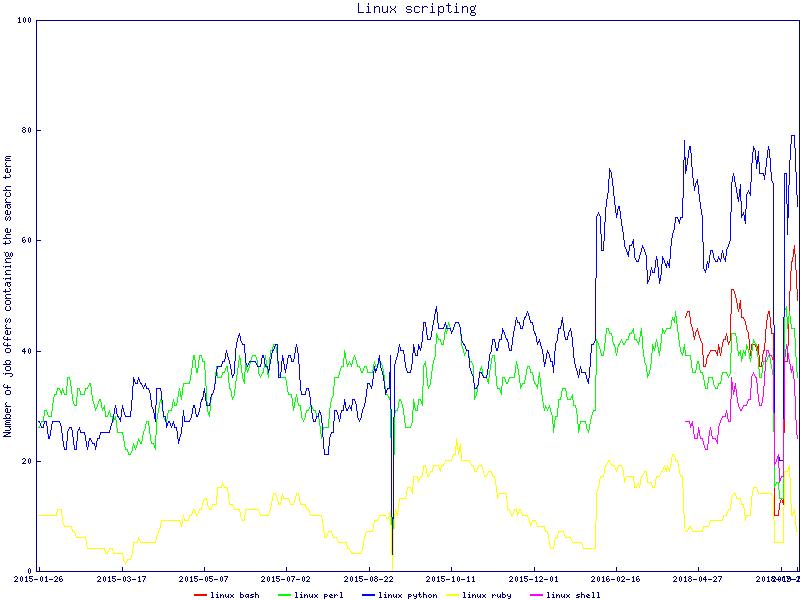 Linux scripting
Number of job offers containing the search term
100
80
60
40
20
0
2015-01-26 2015-03-17 2015-05-07 2015-07-02 2015-08-22 2015-10-11 2015-12-01 2016-02-16 2018-04-27
linux bash linux perl linux python linux ruby linux shell